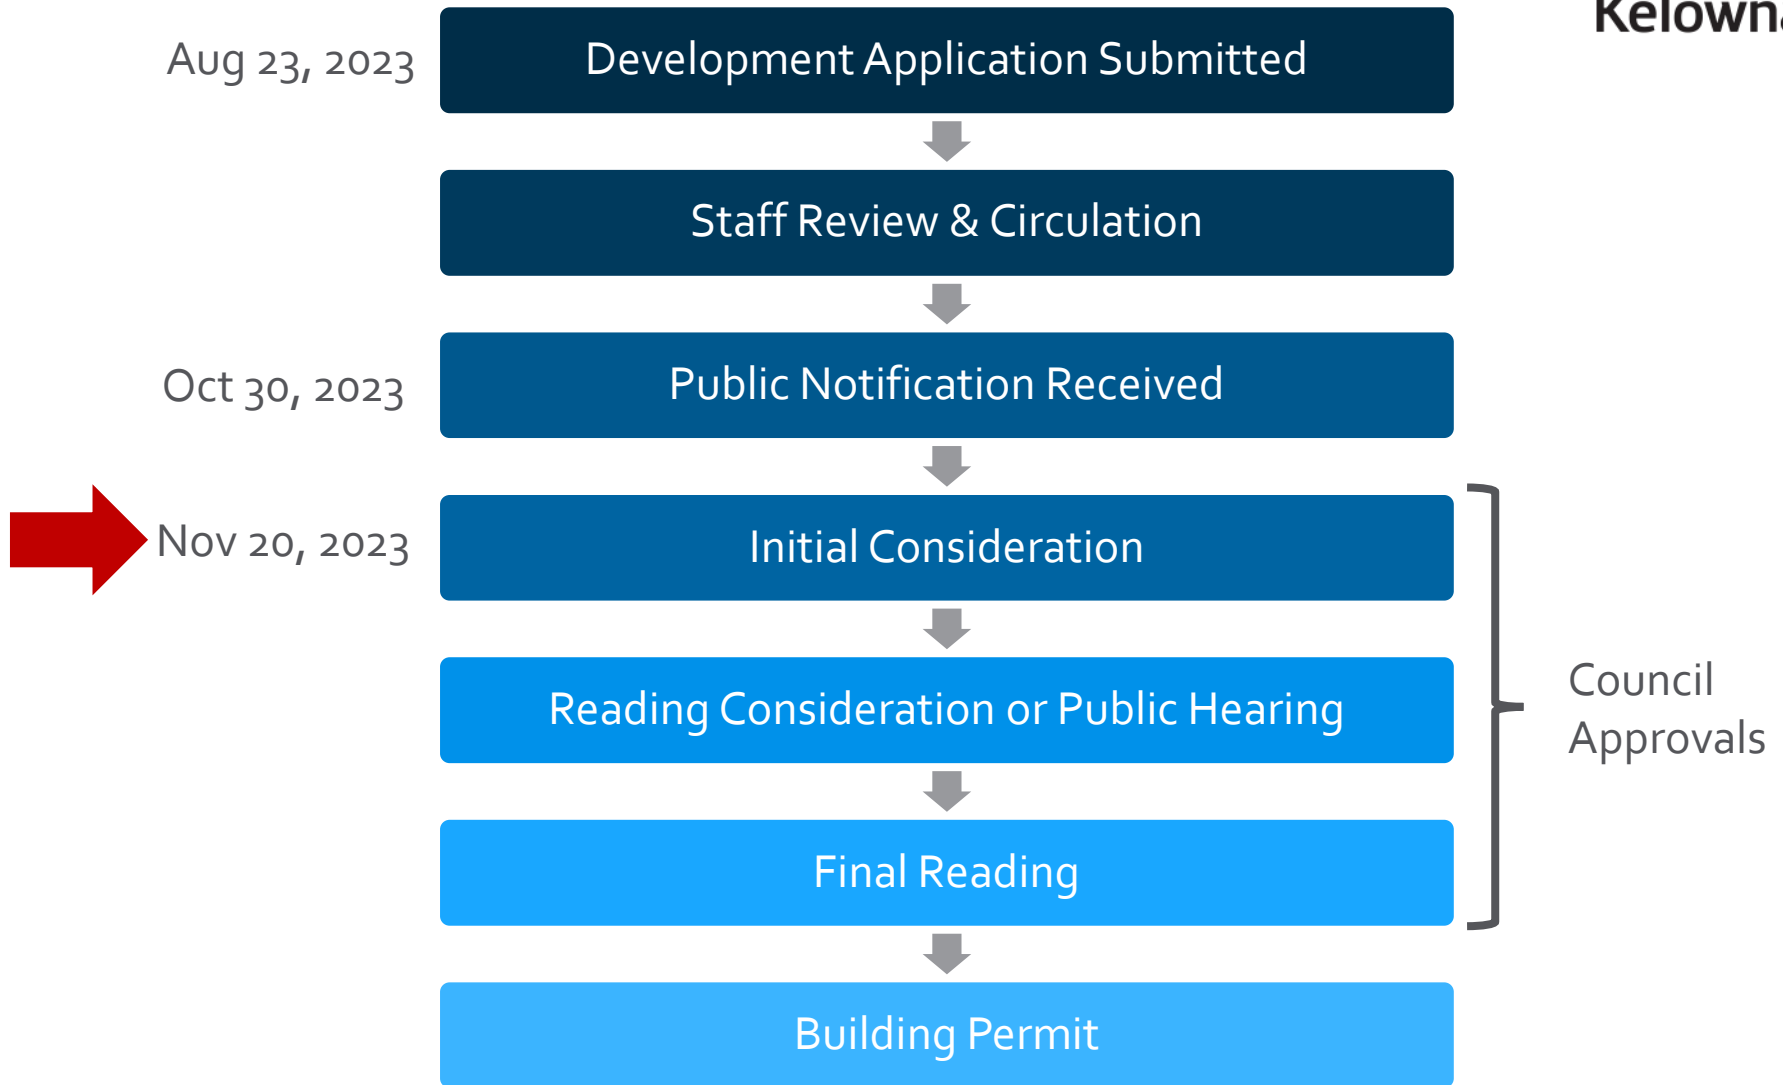 Kelowna
Aug 23, 2023
Development Application Submitted
Staff Review & Circulation
Oct 30, 2023
Public Notification Received
Nov 20, 2023
Initial Consideration
Reading Consideration or Public Hearing
Council
Approvals
Final Reading
Building Permit